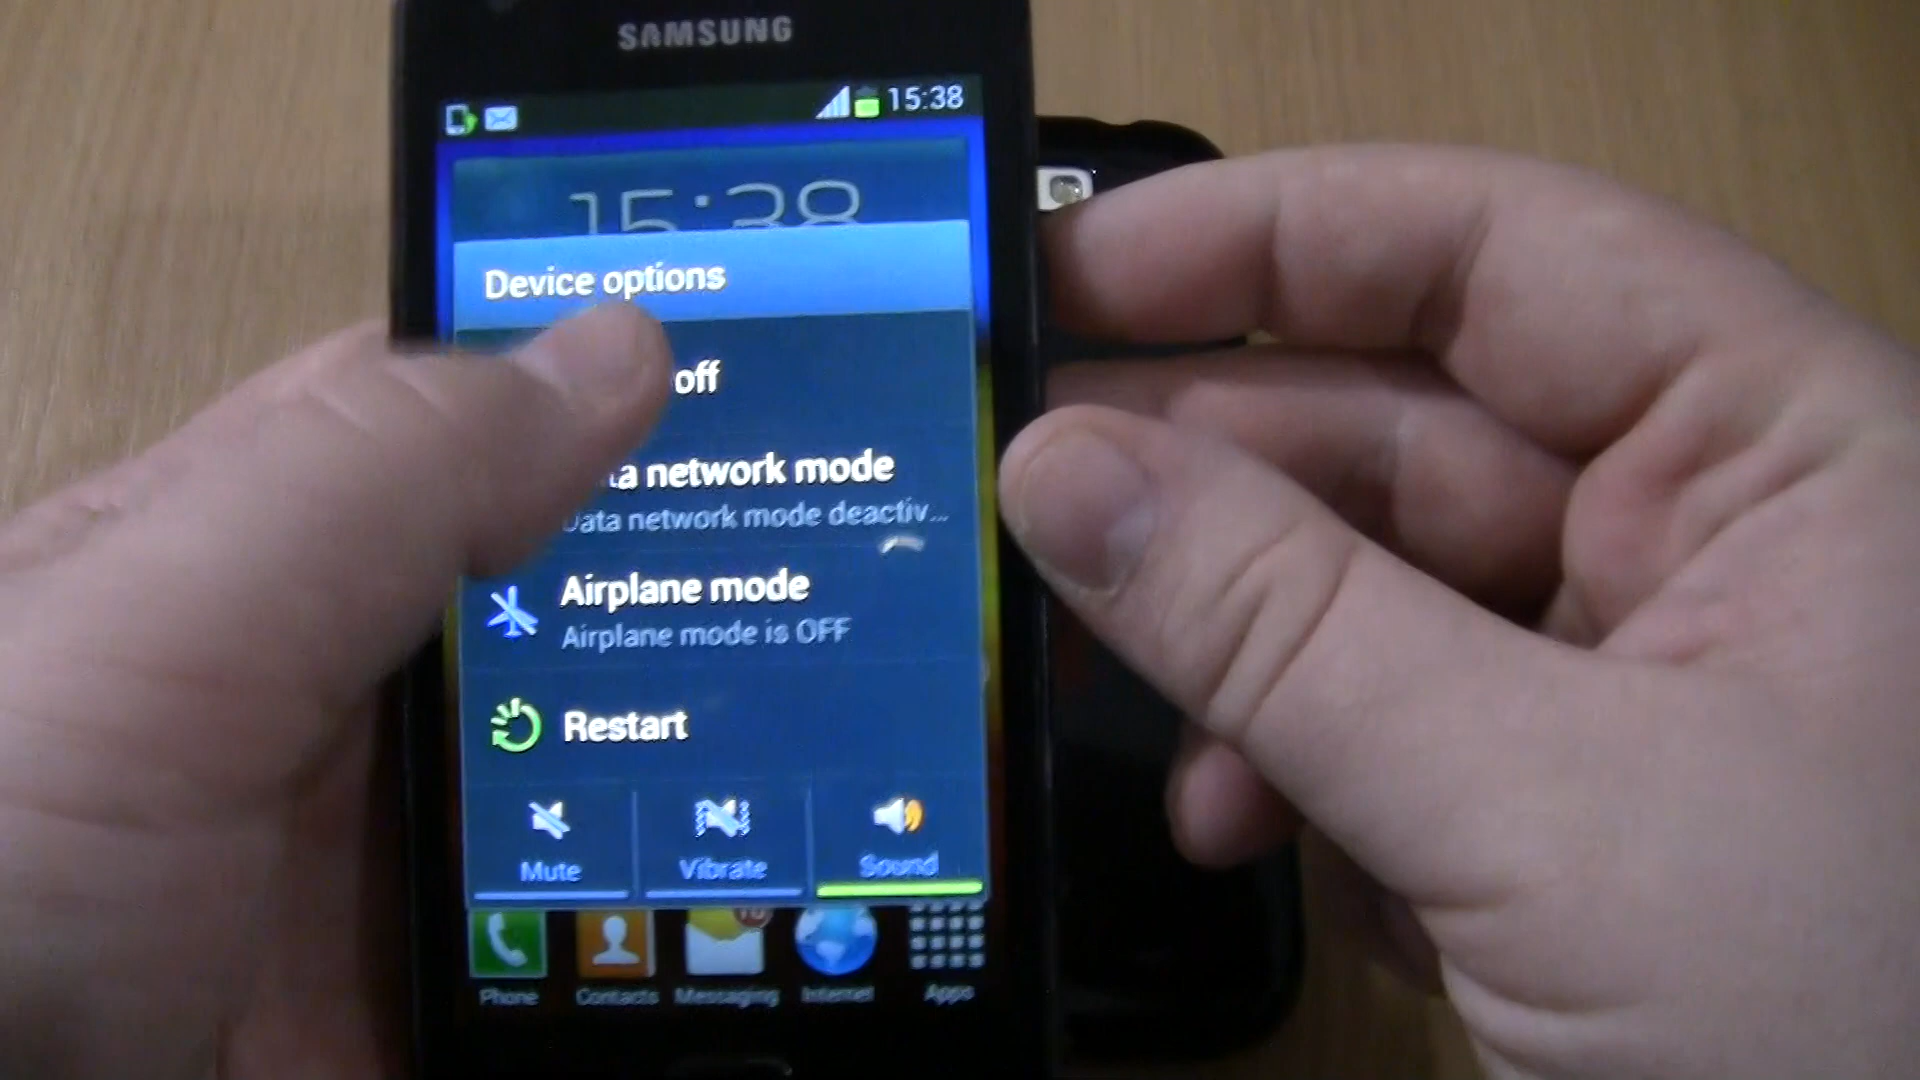 SAMSUNG
15:38
15:38
Device options
off
network mode
Data network mode deactiv...
Airplane mode
Airplane mode is OFF
Restart
Mute Vibrate Sound
Phone Contacts Messaging Internet Apps